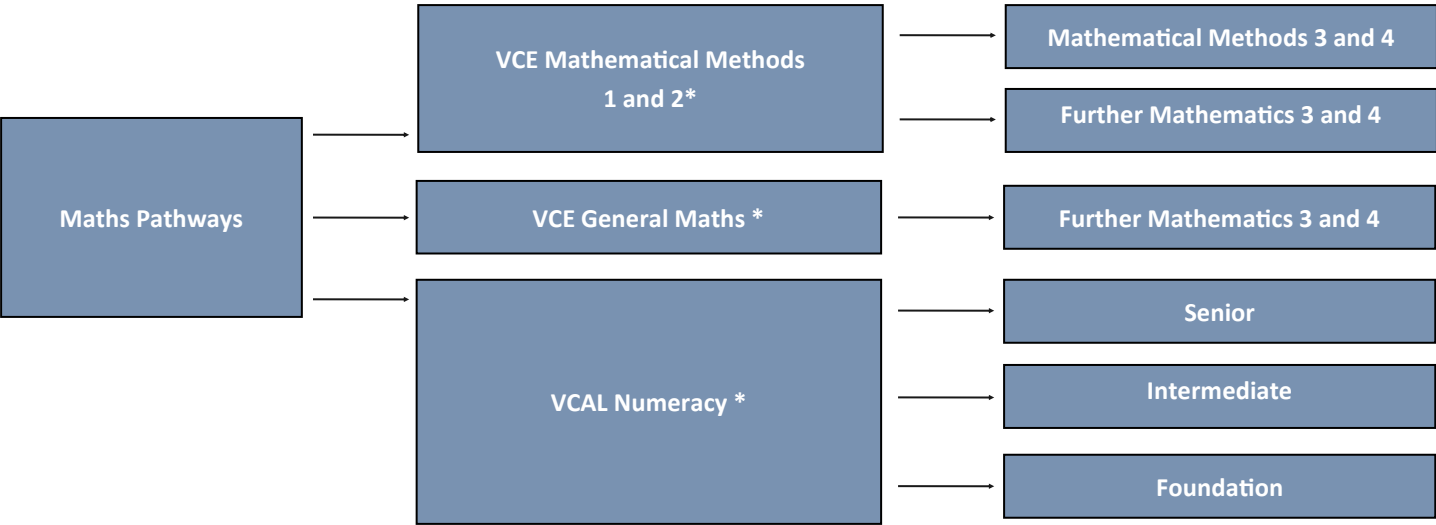 Maths Pathways
VCE Mathematical Methods
1 and 2*
Mathematical Methods 3 and 4
Further Mathematics 3 and 4
VCE General Maths *
Further Mathematics 3 and 4
VCAL Numeracy *
Senior
Intermediate
Foundation